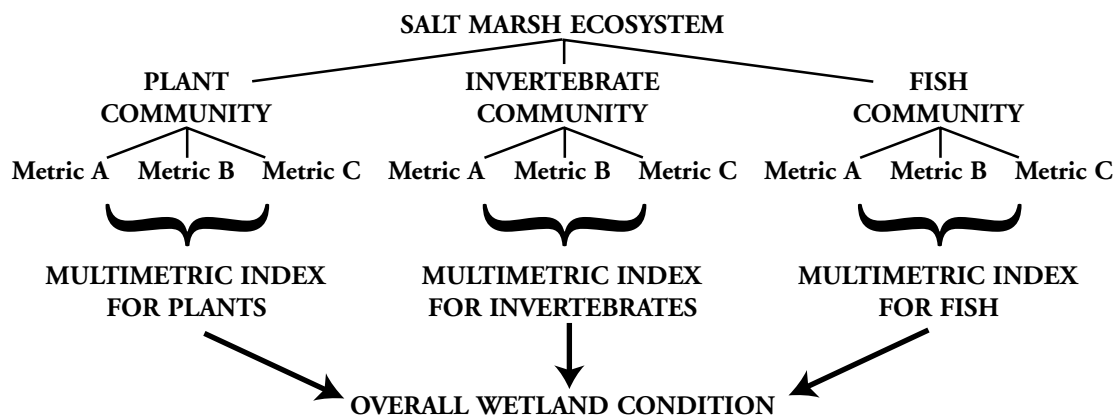 SALT MARSH ECOSYSTEM
PLANT
COMMUNITY
INVERTEBRATE
COMMUNITY
FISH
COMMUNITY
Metric A Metric B Metric C
Metric A Metric B Metric C
Metric A Metric B Metric C
MULTIMETRIC INDEX
FOR PLANTS
MULTIMETRIC INDEX
FOR INVERTEBRATES
MULTIMETRIC INDEX
FOR FISH
OVERALL WETLAND CONDITION